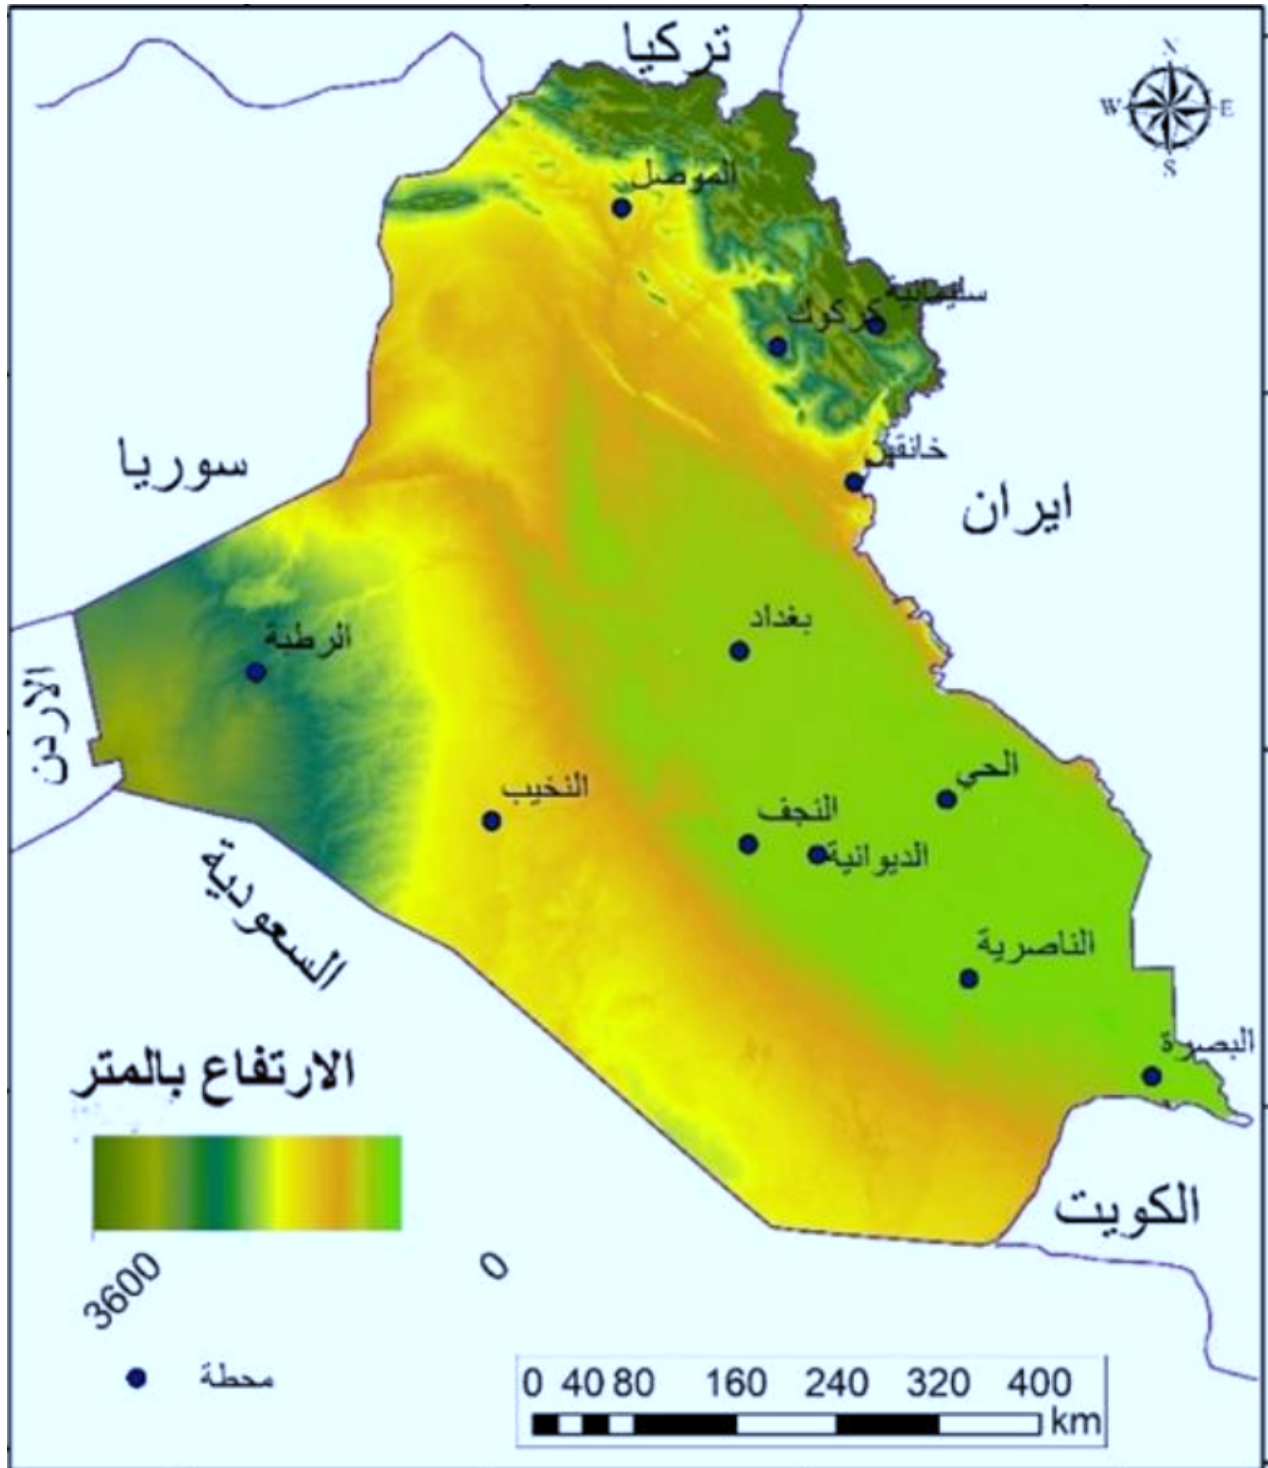 تركيا
N
W E
S
الموصل
سليمانية
كركوك
خانقين
سوريا
ايران
بغداد
الرطبة
الاردن
الحي
النخيب
النجف
الديوانية
السعودية
الناصرية
البصرة
الارتفاع بالمتر
الكويت
3600 0
محطة
0 40 80 160 240 320 400
km